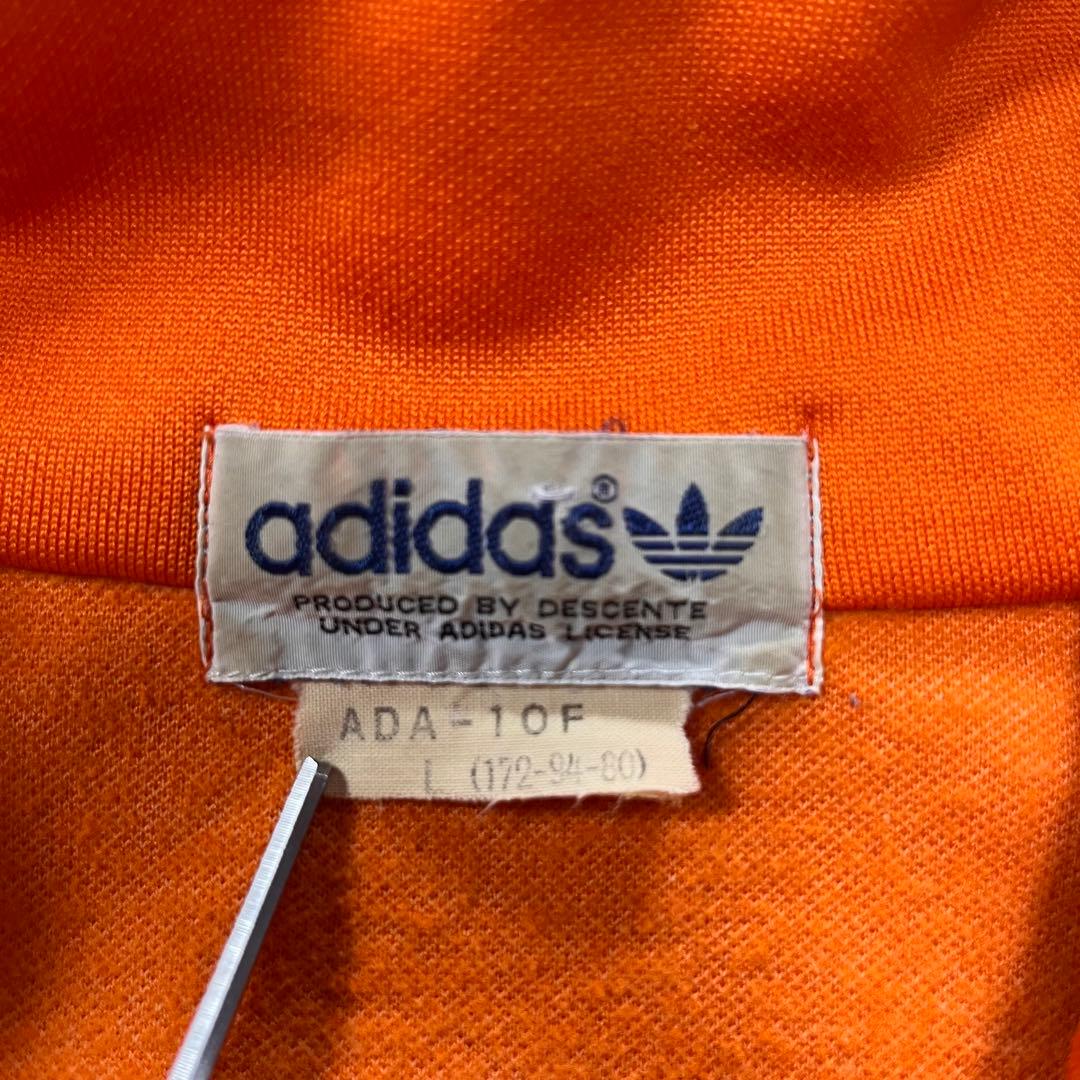 adidas®
PRODUCED BY DESCENTE
UNDER ADIDAS LICENSE
ADA-10F
L (172-94-80)